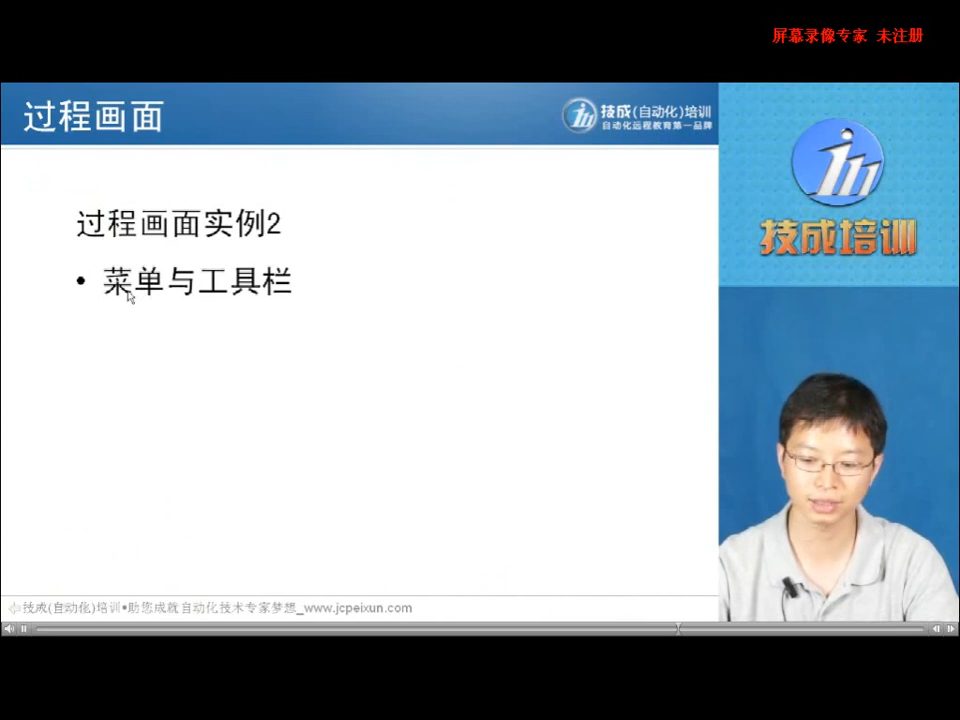 屏幕录像专家 未注册
过程画面
技成(自动化)培训
自动化远程教育第一品牌
技成培训
过程画面实例2
• 菜单与工具栏
技成(自动化)培训•助您成就自动化技术专家梦想_www.jcpeixun.com